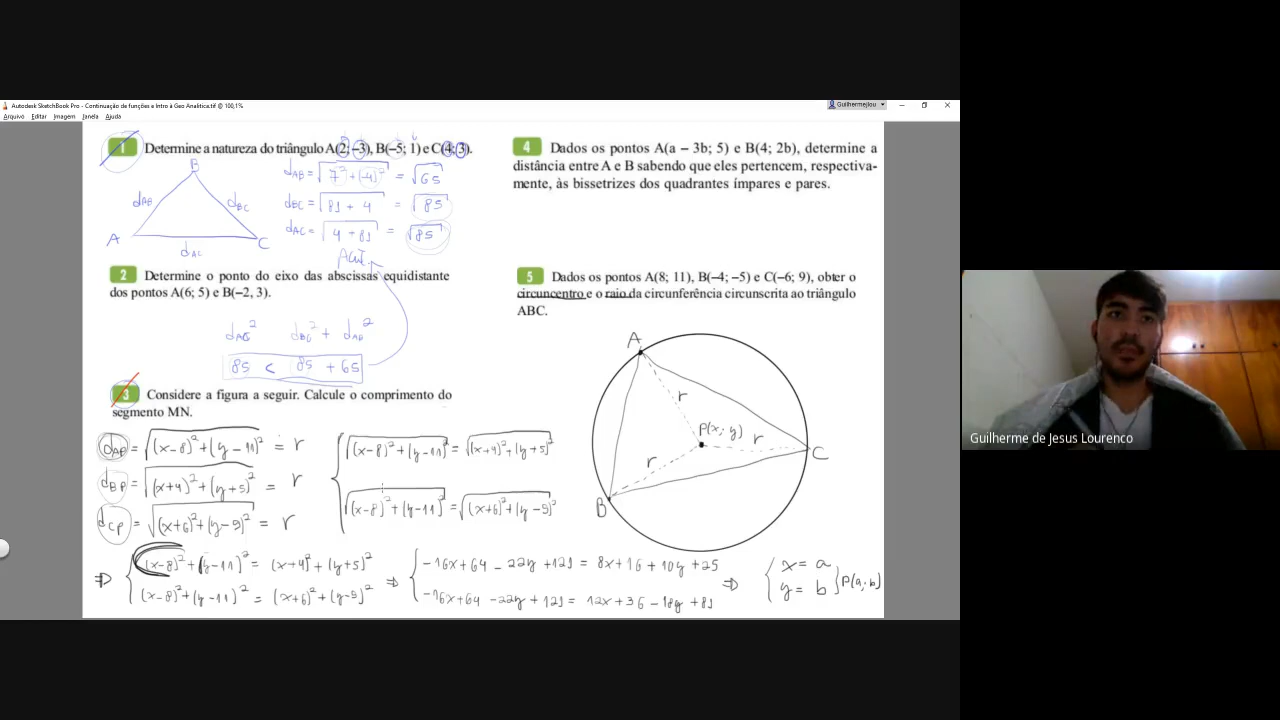 Autodesk SketchBook Pro - Continuação de funções e Intro à Geo Analítica.tif @ 100,1%
Guilhermejlou
Arquivo Editar Imagem Janela Ajuda
1 Determine a natureza do triângulo A(2; −3), B(−5; 1) e C(4; 3).
B
dAB
dBC
A
C
dAC
dAB = √(7² + (-4)²) = √65
dBC = √(81 + 4) = √85
dAC = √(4 + 81) = √85
2 Determine o ponto do eixo das abscissas equidistante
dos pontos A(6; 5) e B(−2, 3).
dAC² dBC² + dAB²
85 < 85 + 65
3 Considere a figura a seguir. Calcule o comprimento do
segmento MN.
dAP = √((x-8)² + (y-11)²) = r
dBP = √((x+4)² + (y+5)²) = r
dCP = √((x+6)² + (y-9)²) = r
√((x-8)² + (y-11)²) = √((x+4)² + (y+5)²)
√((x-8)² + (y-11)²) = √((x+6)² + (y-9)²)
⇒ (x-8)² + (y-11)² = (x+4)² + (y+5)²
(x-8)² + (y-11)² = (x+6)² + (y-9)²
⇒ -16x+64 - 22y + 121 = 8x+16 + 10y + 25
-16x+64 - 22y + 121 = 12x+36 - 18y + 81
⇒ x = a
y = b
P(a; b)
4 Dados os pontos A(a − 3b; 5) e B(4; 2b), determine a
distância entre A e B sabendo que eles pertencem, respectiva-
mente, às bissetrizes dos quadrantes ímpares e pares.
5 Dados os pontos A(8; 11), B(−4; −5) e C(−6; 9), obter o
circuncentro e o raio da circunferência circunscrita ao triângulo
ABC.
A
r
P(x; y)
r
C
r
B
Guilherme de Jesus Lourenco